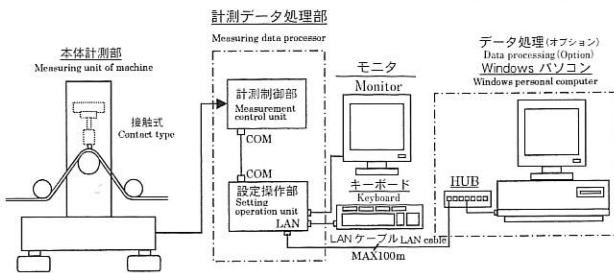 本体計測部
Measuring unit of machine
接触式
Contact type
計測データ処理部
Measuring data processor
計測制御部
Measurement
control unit
COM
COM
設定操作部
Setting
operation unit
LAN
モニタ
Monitor
キーボード
Keyboard
LANケーブル LAN cable
MAX100m
データ処理(オプション)
Data processing(Option)
Windows パソコン
Windows personal computer
HUB